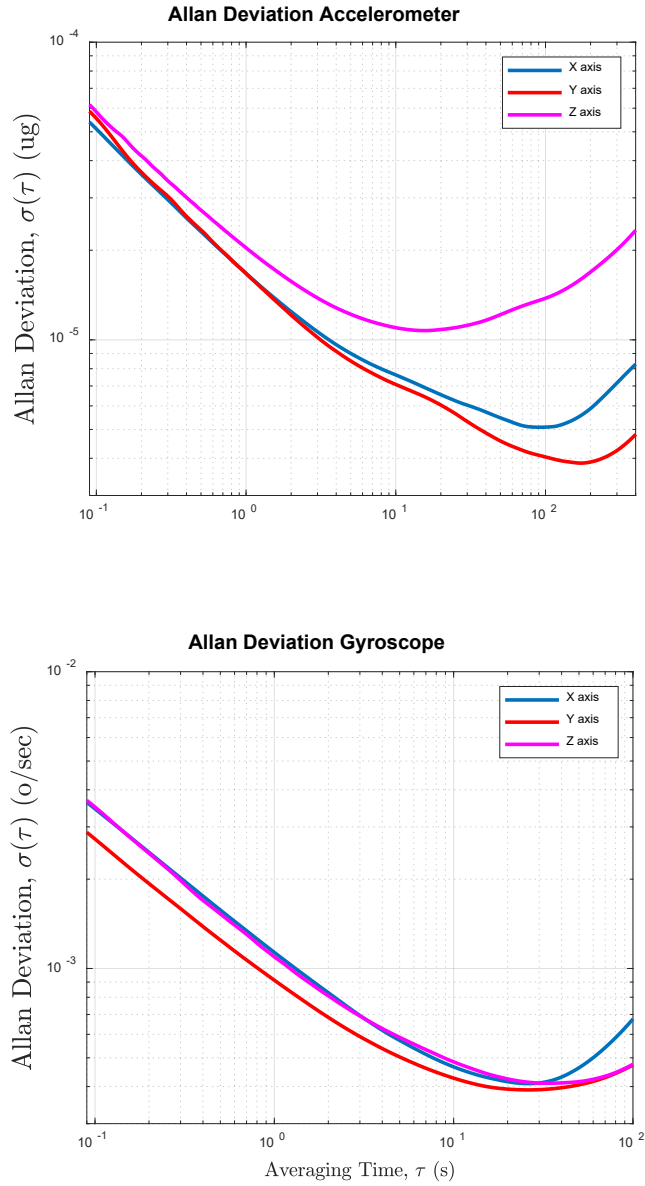 Allan Deviation Accelerometer
10 -4
X axis
Y axis
Z axis
Allan Deviation, σ(τ) (ug)
10 -5
10 -1
10 0
10 1
10 2
Allan Deviation Gyroscope
10 -2
X axis
Y axis
Z axis
Allan Deviation, σ(τ) (o/sec)
10 -3
10 -1
10 0
10 1
10 2
Averaging Time, τ (s)